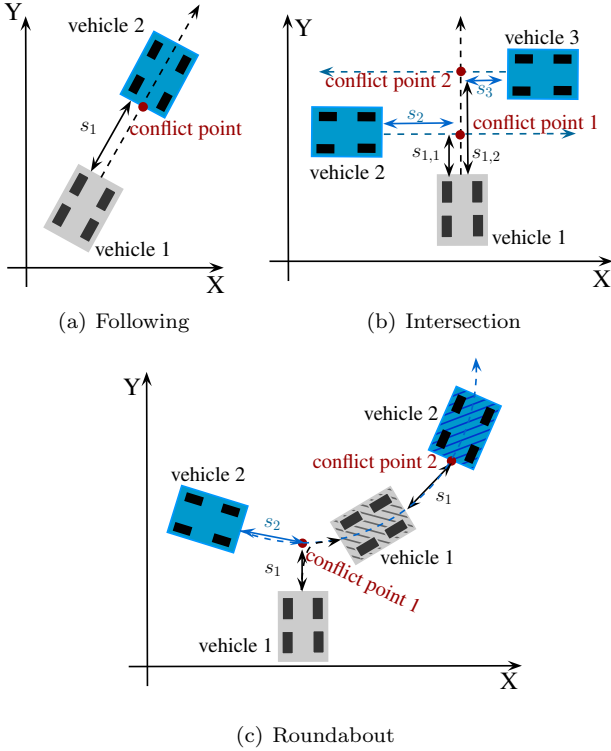 Y
vehicle 2
s1
conflict point
vehicle 1
X
(a) Following
Y
vehicle 3
conflict point 2
s3
s2
conflict point 1
vehicle 2
s1,1
s1,2
vehicle 1
X
(b) Intersection
Y
vehicle 2
conflict point 2
vehicle 2
s1
s2
vehicle 1
s1
conflict point 1
vehicle 1
X
(c) Roundabout